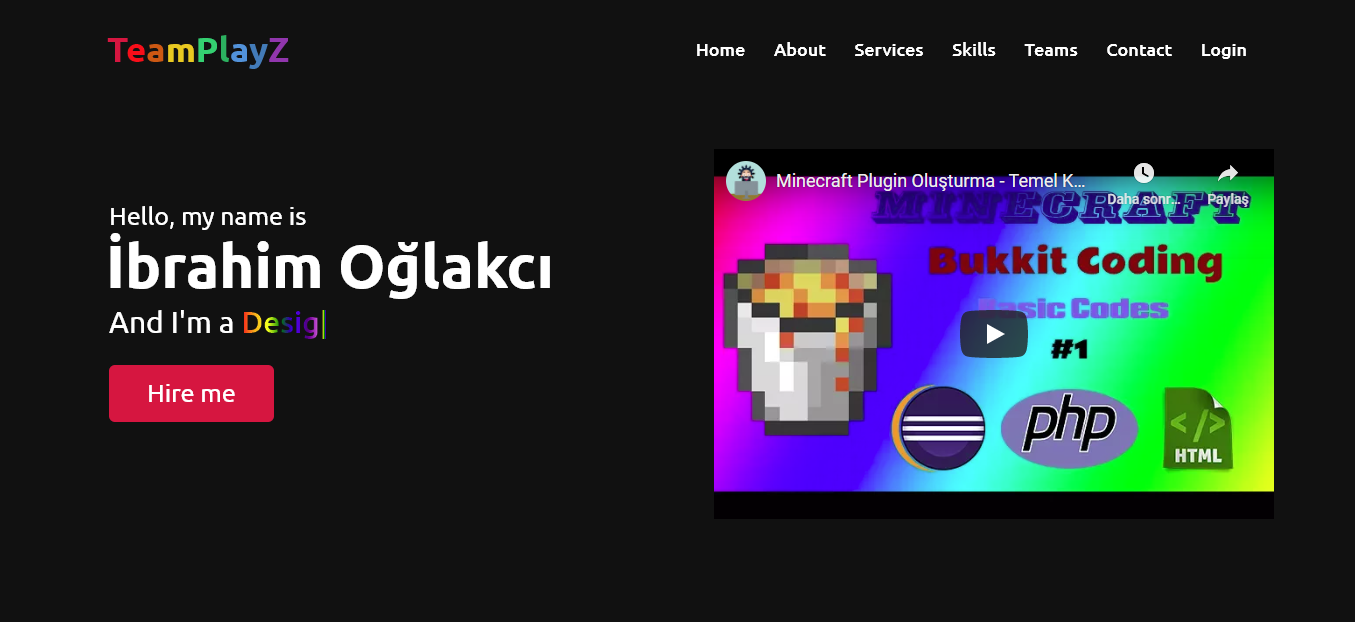 TeamPlayZ
Home About Services Skills Teams Contact Login
Hello, my name is
İbrahim Oğlakcı
And I'm a Desig|
Hire me
Minecraft Plugin Oluşturma - Temel K...
Daha sonr... Paylaş
MINECRAFT
Bukkit Coding
Basic Codes
#1
php
</>
HTML